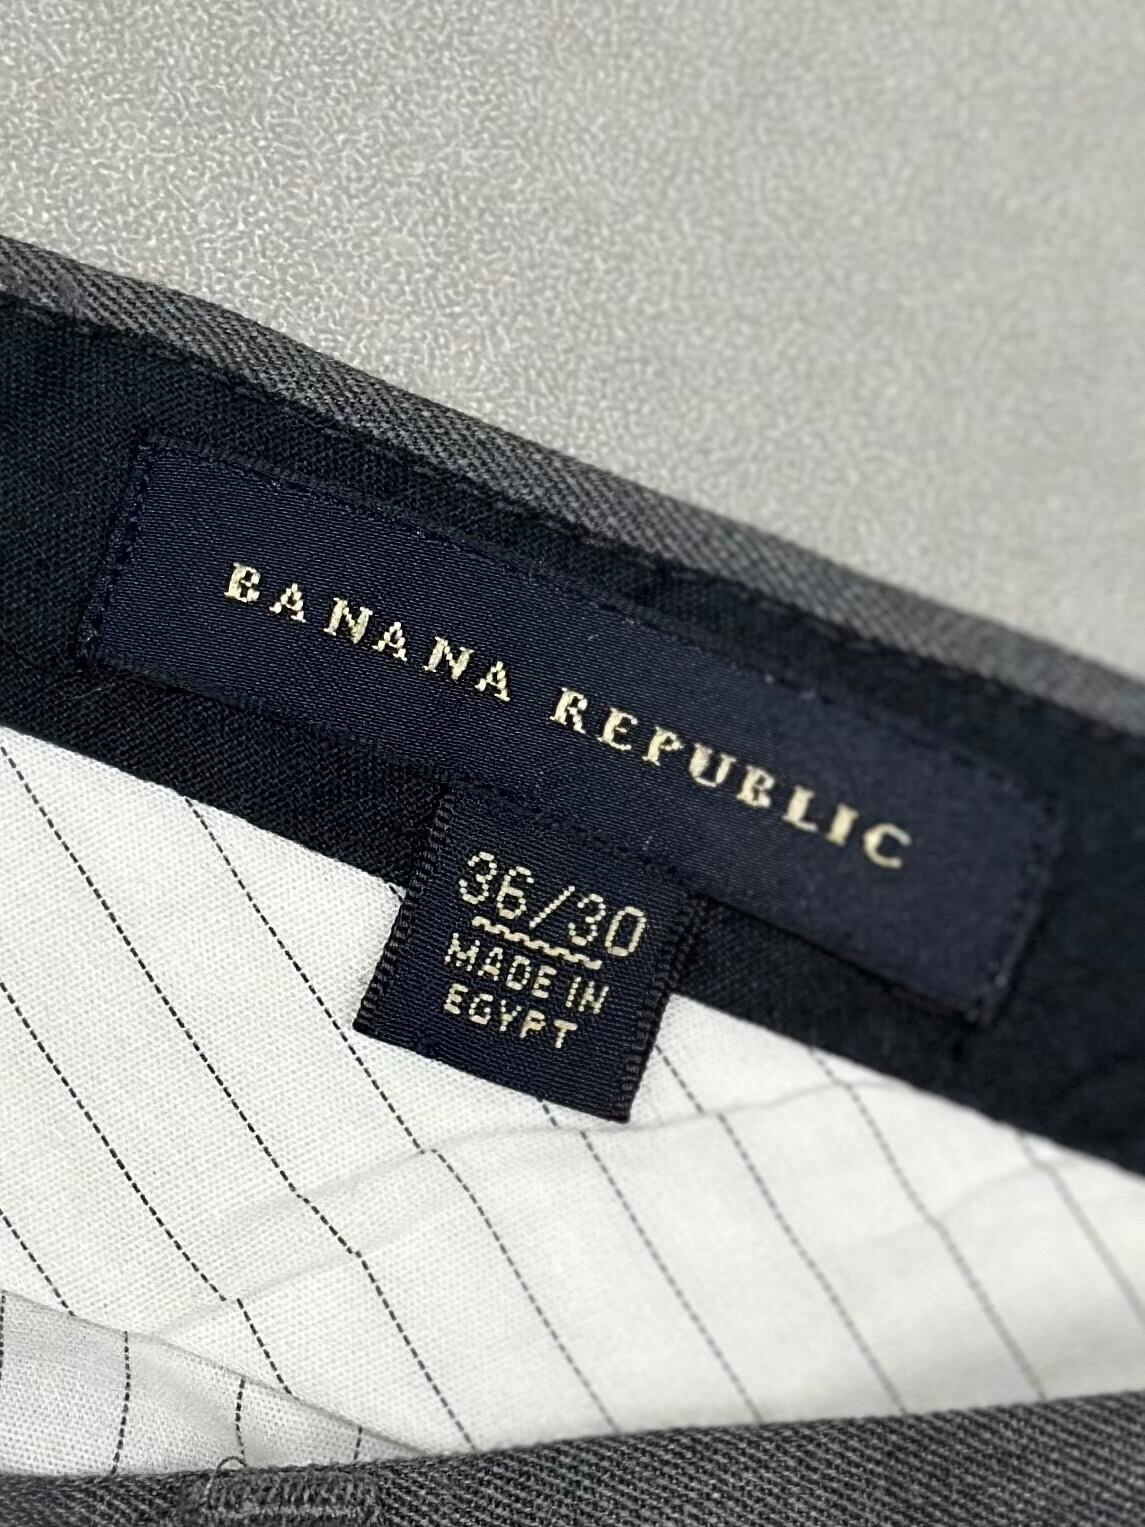 BANANA REPUBLIC
36/30
MADE IN
EGYPT